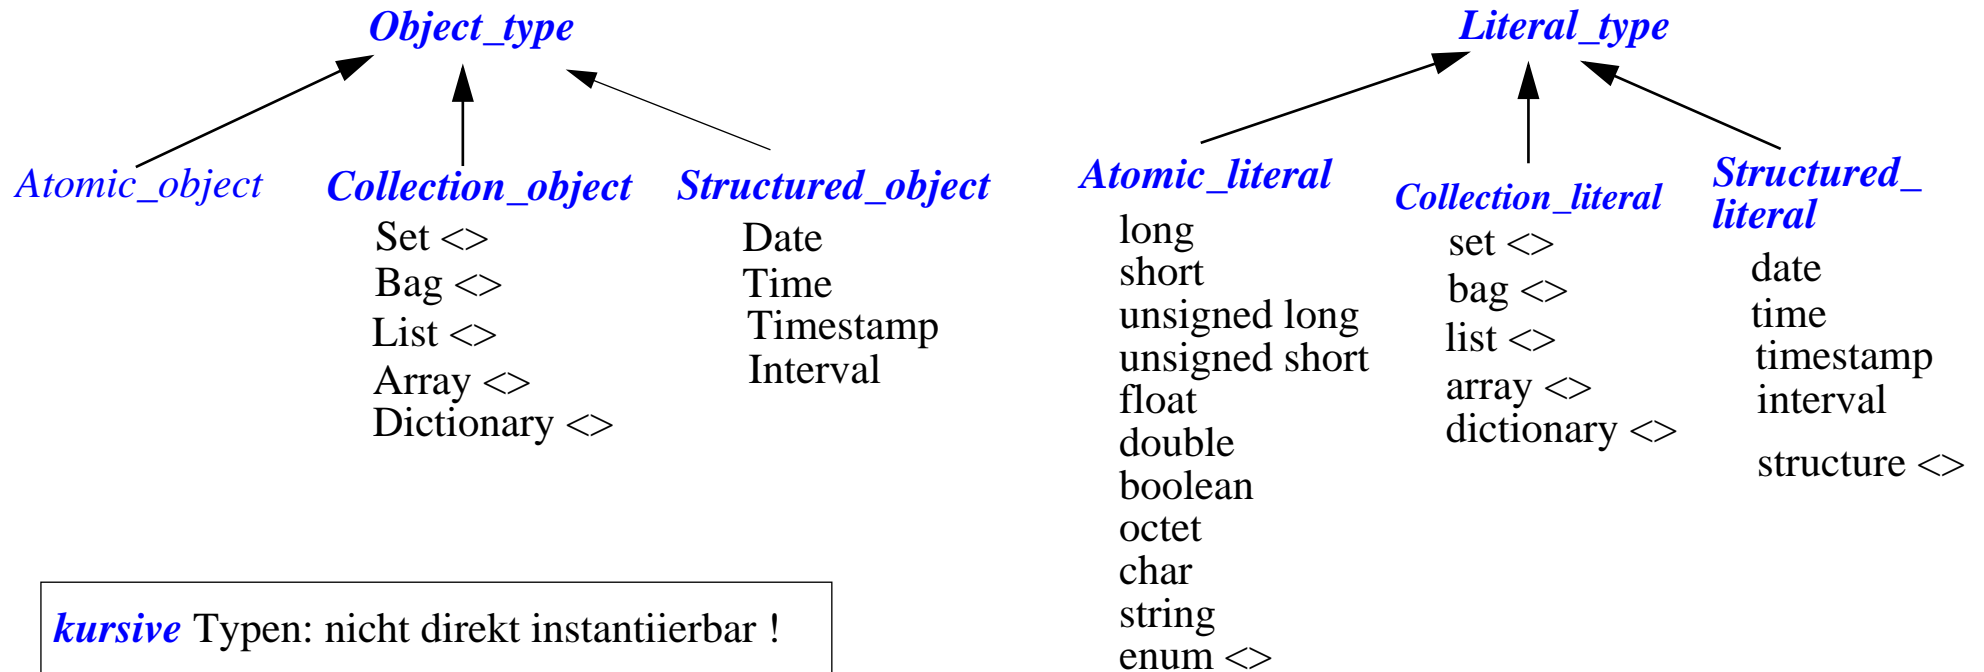 Object_type
Atomic_object
Collection_object
Set <>
Bag <>
List <>
Array <>
Dictionary <>
Structured_object
Date
Time
Timestamp
Interval
Literal_type
Atomic_literal
long
short
unsigned long
unsigned short
float
double
boolean
octet
char
string
enum <>
Collection_literal
set <>
bag <>
list <>
array <>
dictionary <>
Structured_
literal
date
time
timestamp
interval
structure <>
kursive Typen: nicht direkt instantiierbar !